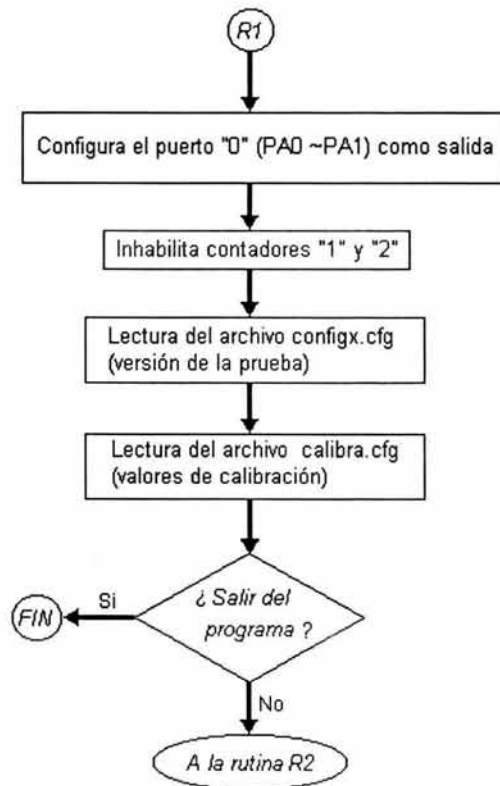 R1
Configura el puerto "0" (PA0 ~PA1) como salida
Inhabilita contadores "1" y "2"
Lectura del archivo configx.cfg
(versión de la prueba)
Lectura del archivo calibra.cfg
(valores de calibración)
¿ Salir del
programa ?
Si
FIN
No
A la rutina R2